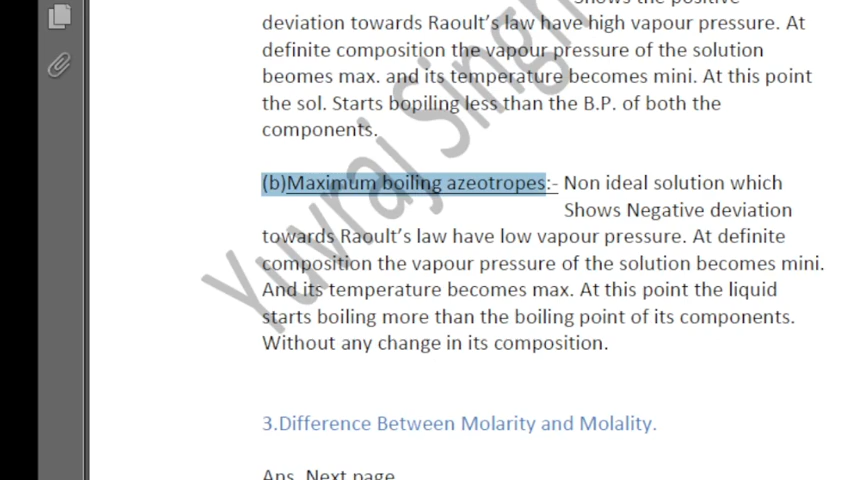 Shows the positive
deviation towards Raoult's law have high vapour pressure. At
definite composition the vapour pressure of the solution
beomes max. and its temperature becomes mini. At this point
the sol. Starts bopiling less than the B.P. of both the
components.
(b)Maximum boiling azeotropes:- Non ideal solution which
Shows Negative deviation
towards Raoult's law have low vapour pressure. At definite
composition the vapour pressure of the solution becomes mini.
And its temperature becomes max. At this point the liquid
starts boiling more than the boiling point of its components.
Without any change in its composition.
3.Difference Between Molarity and Molality.
Ans. Next page
Yuvraj Singh